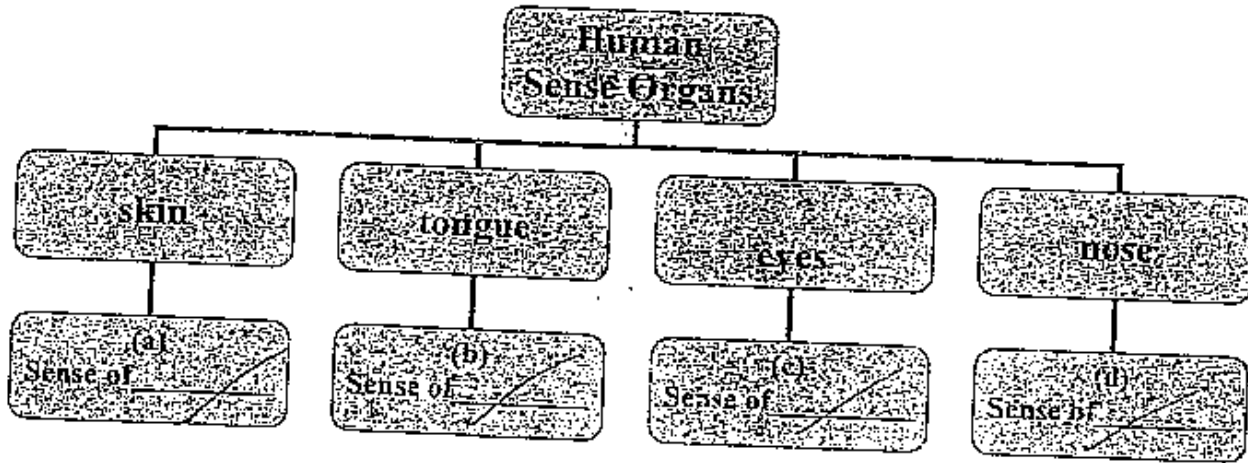 Human
Sense Organs
skin
tongue
eyes
nose
(a)
Sense of
(b)
Sense of
(c)
Sense of
(d)
Sense of